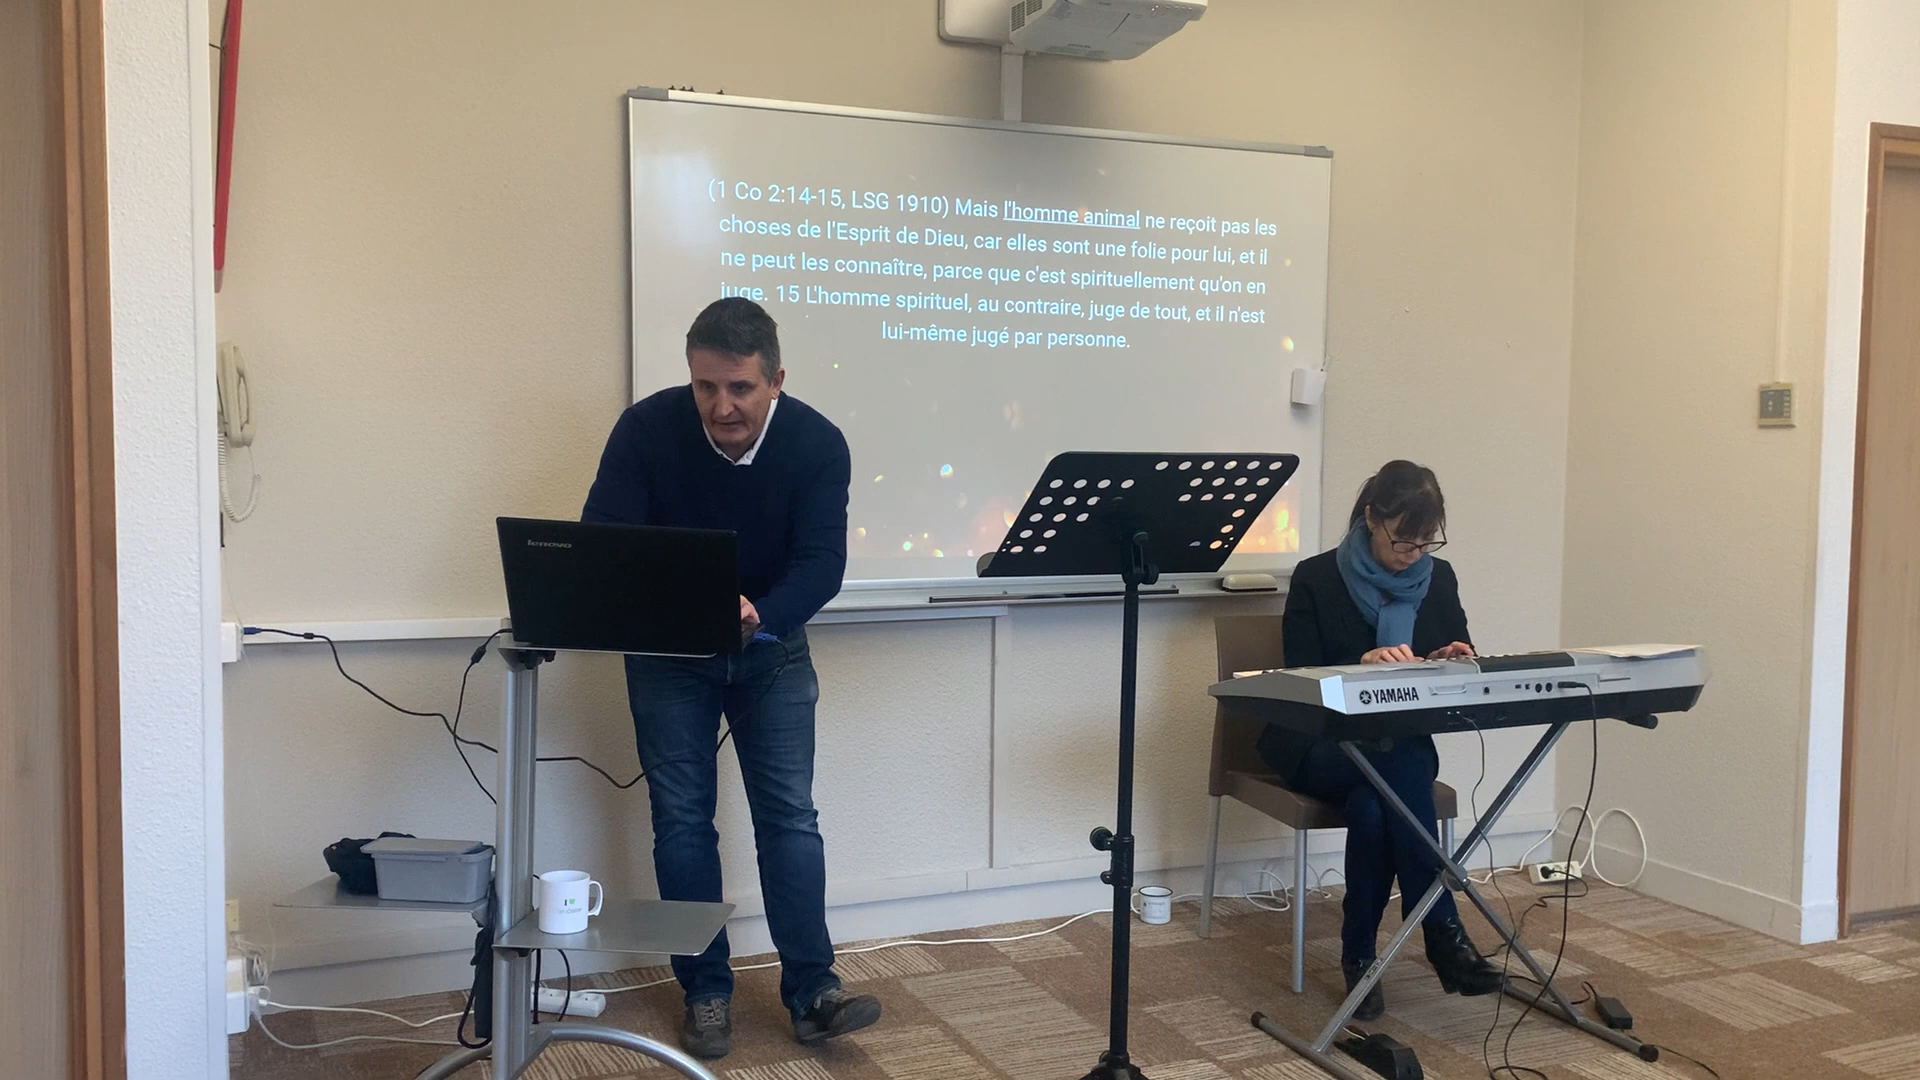 (1 Co 2:14-15, LSG 1910) Mais l'homme animal ne reçoit pas les
choses de l'Esprit de Dieu, car elles sont une folie pour lui, et il
ne peut les connaître, parce que c'est spirituellement qu'on en
juge. 15 L'homme spirituel, au contraire, juge de tout, et il n'est
lui-même jugé par personne.
lenovo
YAMAHA
I